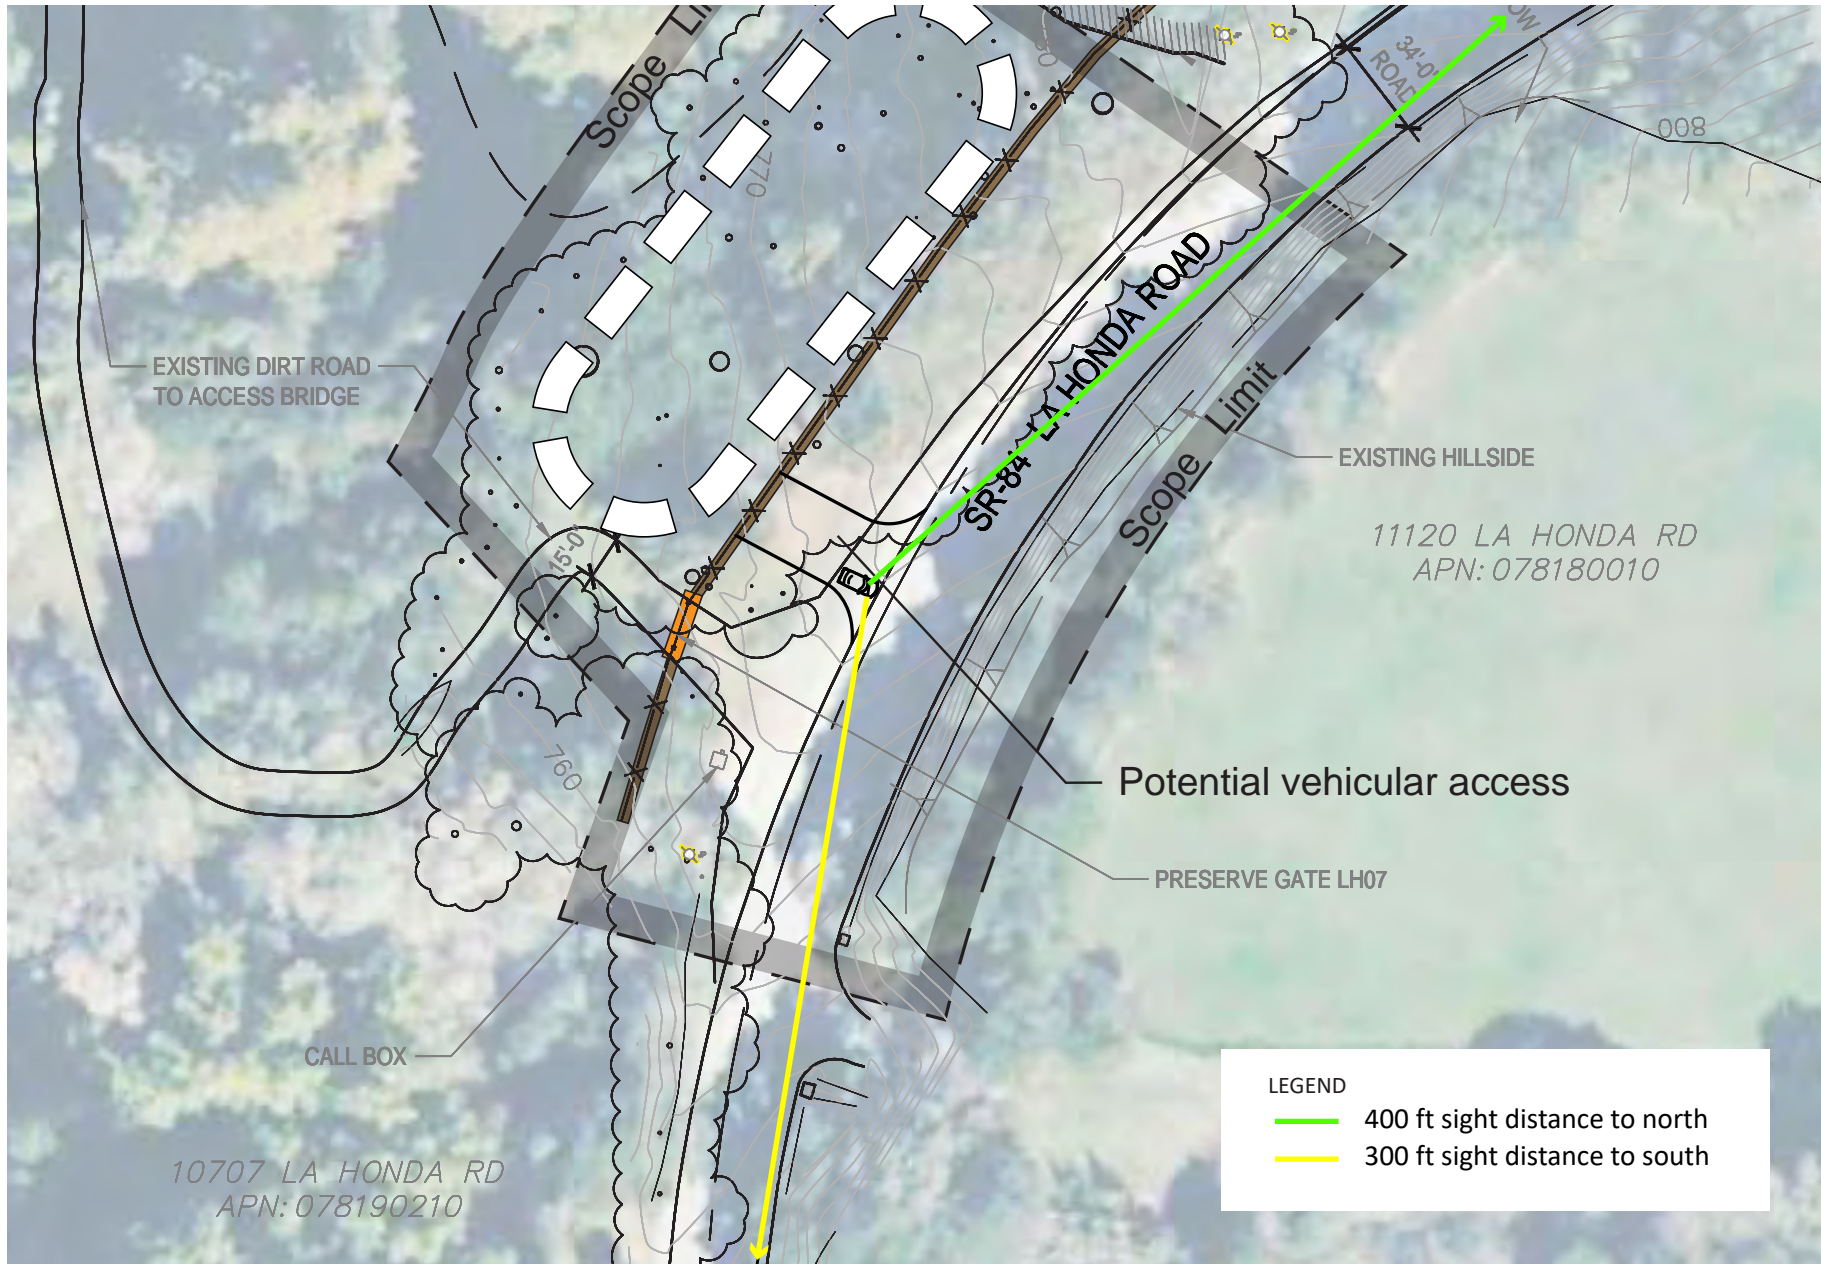 Scope Li
30
34'-0"
ROAD
OW
800
770
SR-84 LA HONDA ROAD
EXISTING DIRT ROAD
TO ACCESS BRIDGE
Scope Limit
EXISTING HILLSIDE
11120 LA HONDA RD
APN: 078180010
15'-0"
760
Potential vehicular access
PRESERVE GATE LH07
CALL BOX
10707 LA HONDA RD
APN: 078190210
LEGEND
400 ft sight distance to north
300 ft sight distance to south